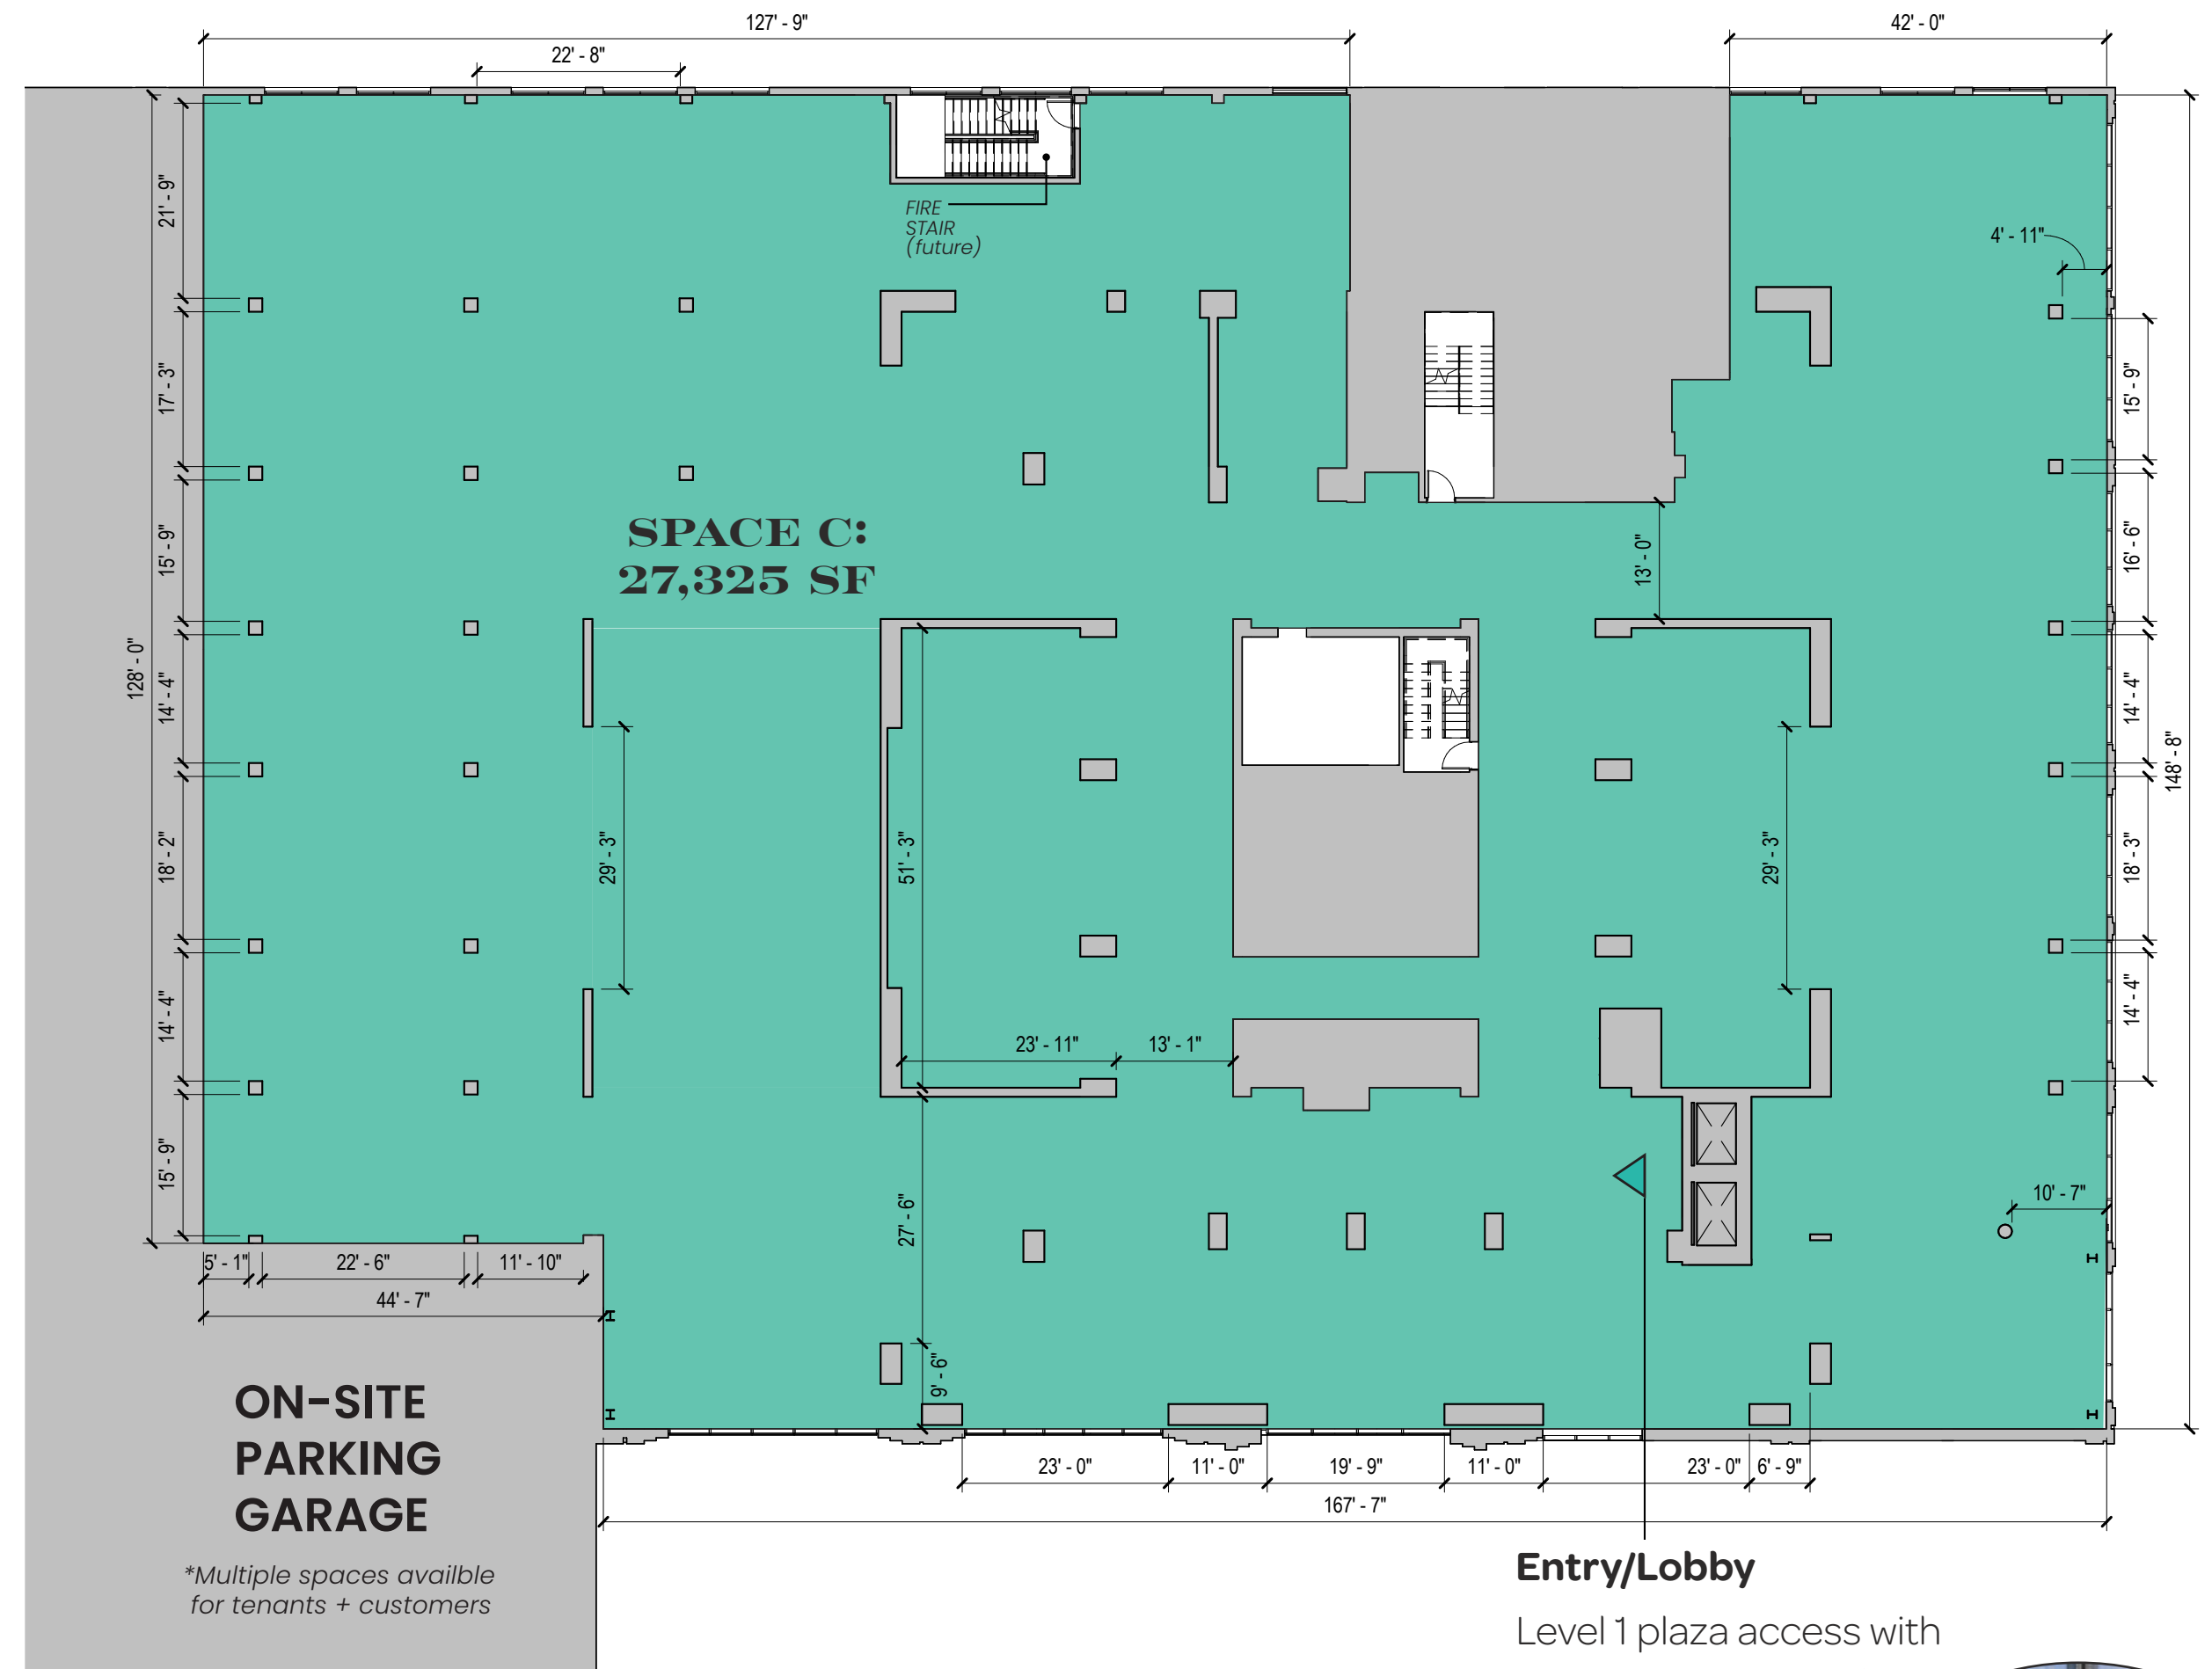 127' - 9"
42' - 0"
22' - 8"
21' - 9"
FIRE
STAIR
(future)
4' - 11"
17' - 3"
15' - 9"
SPACE C:
27,325 SF
15' - 9"
13' - 0"
16' - 6"
128' - 0"
14' - 4"
14' - 4"
148' - 8"
18' - 2"
29' - 3"
51' - 3"
29' - 3"
18' - 3"
14' - 4"
23' - 11"
13' - 1"
14' - 4"
15' - 9"
27' - 6"
10' - 7"
5' - 1"
22' - 6"
11' - 10"
44' - 7"
9' - 6"
ON-SITE
PARKING
GARAGE
*Multiple spaces availble
for tenants + customers
23' - 0"
11' - 0"
19' - 9"
11' - 0"
23' - 0"
6' - 9"
167' - 7"
Entry/Lobby
Level 1 plaza access with